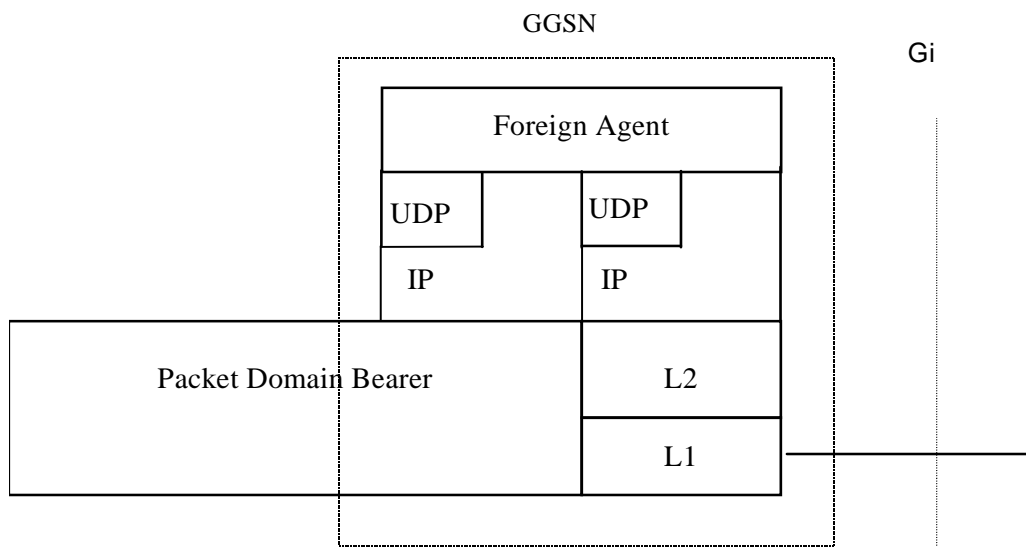 GGSN
Gi
Foreign Agent
UDP
UDP
IP
IP
Packet Domain Bearer
L2
L1